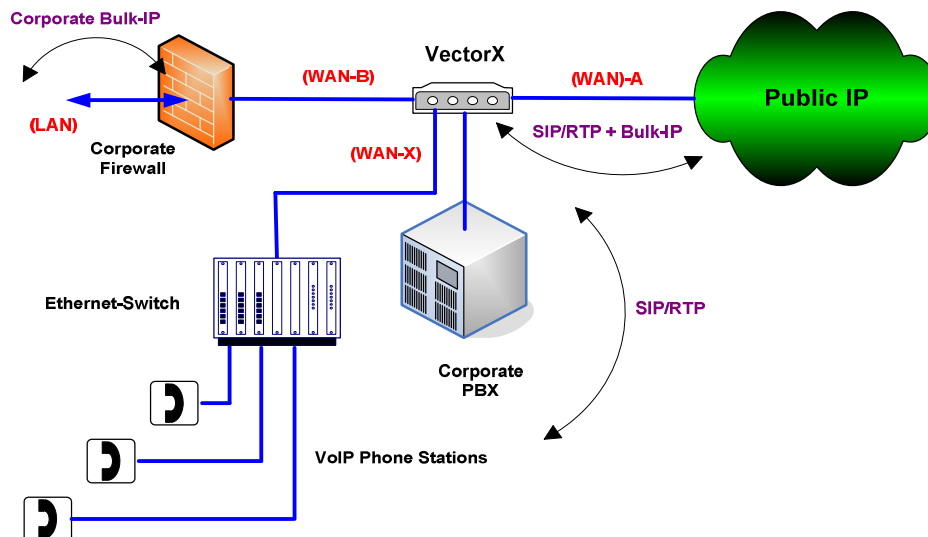 Corporate Bulk-IP
VectorX
(WAN-B)
(WAN)-A
Public IP
(LAN)
Corporate
Firewall
SIP/RTP + Bulk-IP
(WAN-X)
Ethernet-Switch
SIP/RTP
Corporate
PBX
VoIP Phone Stations